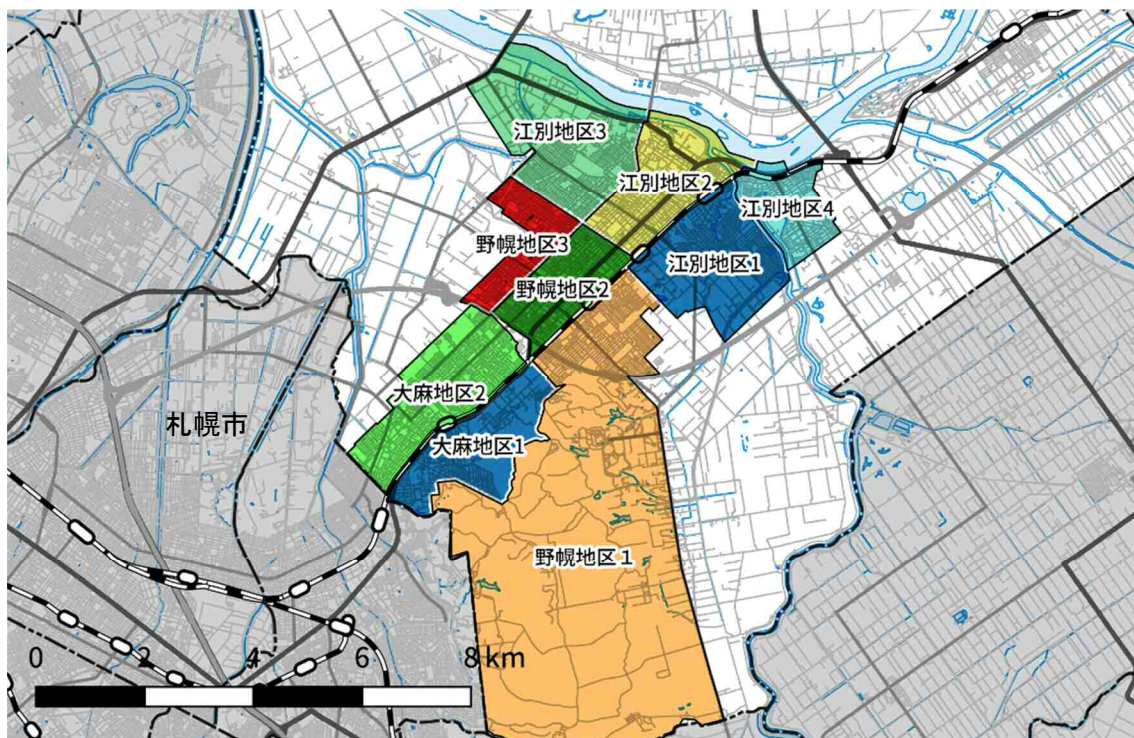 江別地区3
江別地区2
江別地区4
野幌地区3
江別地区1
野幌地区2
大麻地区2
札幌市
大麻地区1
野幌地区１
0 2 4 6 8 km